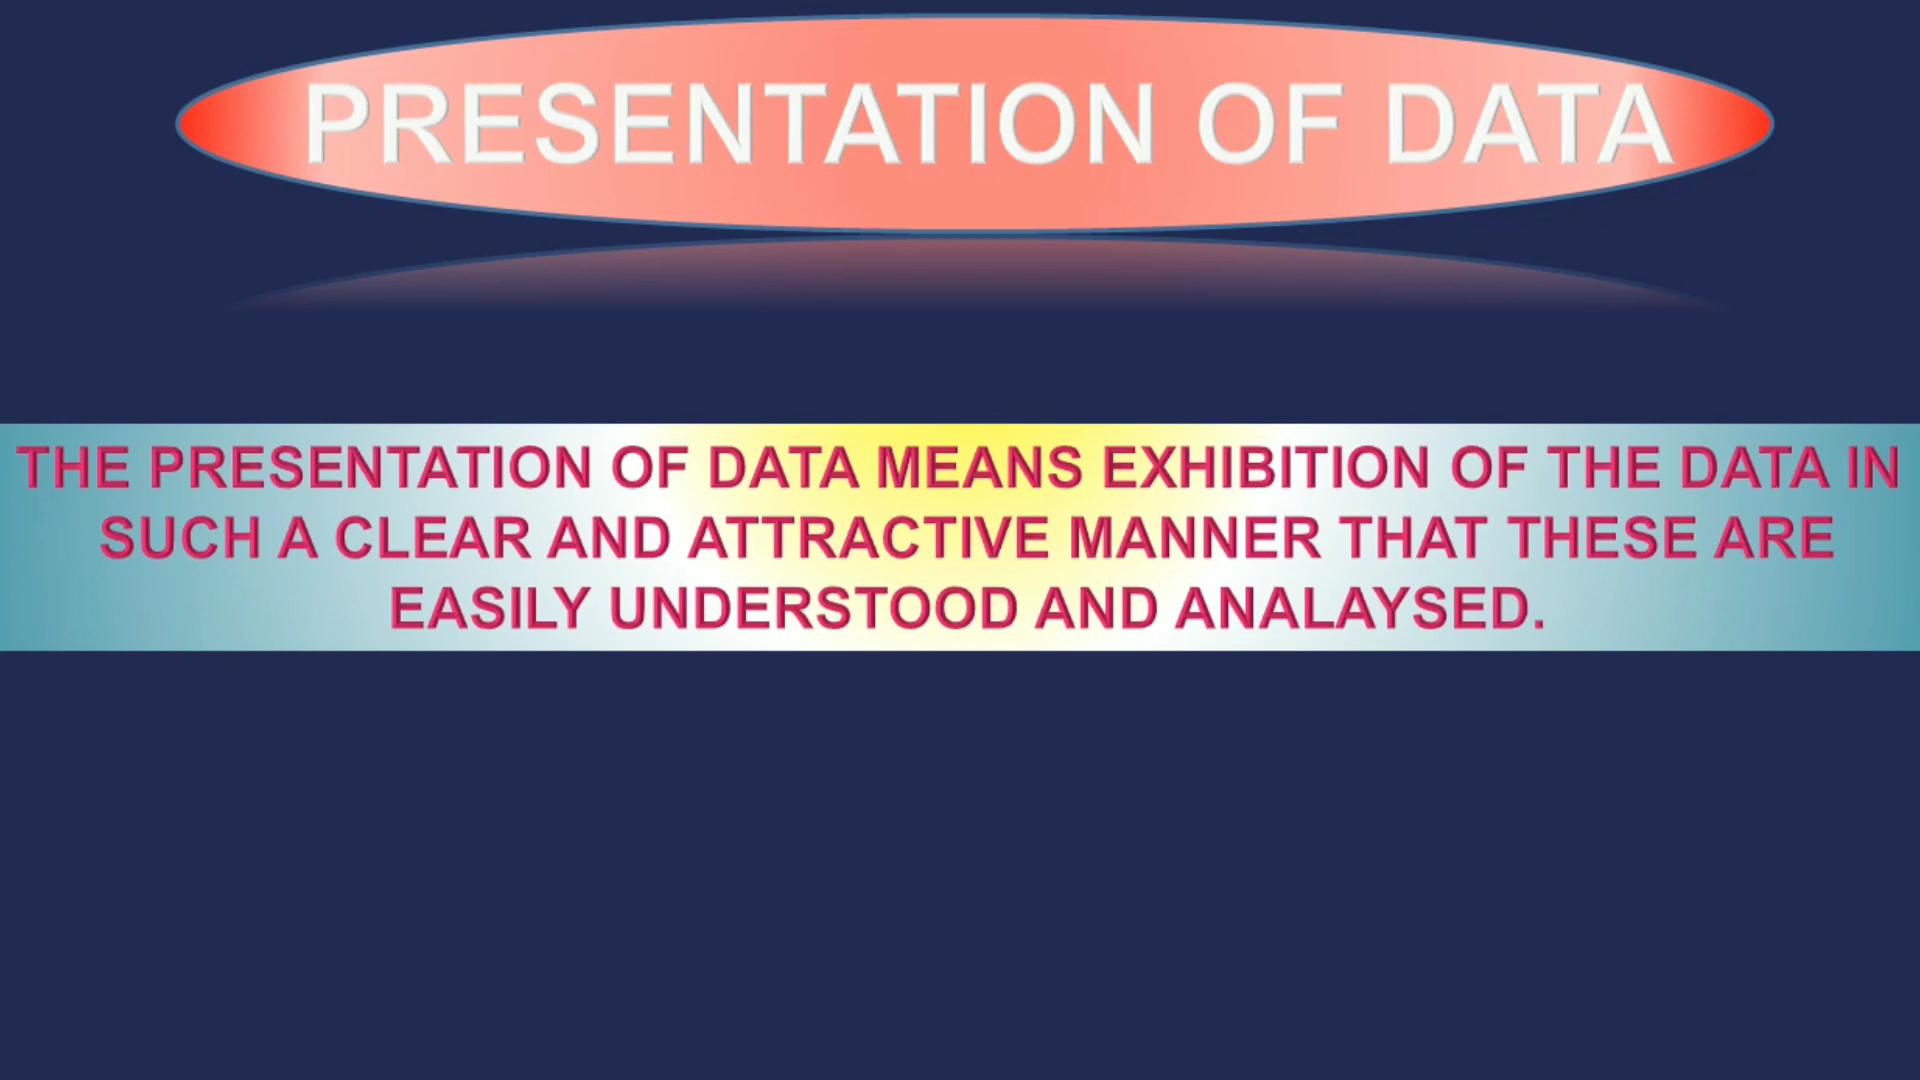 PRESENTATION OF DATA
THE PRESENTATION OF DATA MEANS EXHIBITION OF THE DATA IN
SUCH A CLEAR AND ATTRACTIVE MANNER THAT THESE ARE
EASILY UNDERSTOOD AND ANALAYSED.